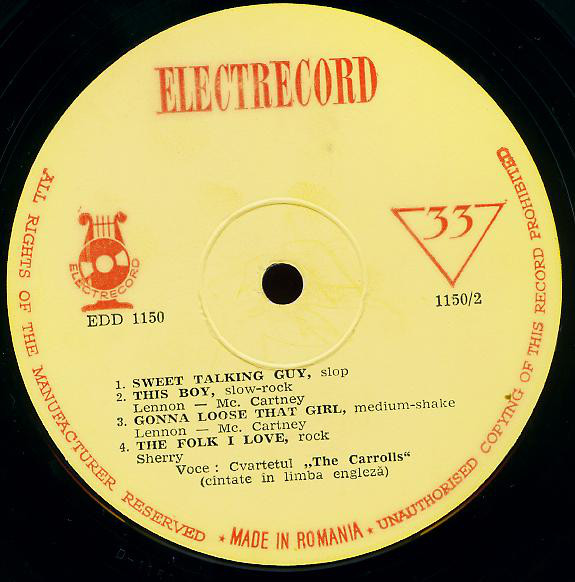 ELECTRECORD
ELECTRECORD
EDD 1150
33
1150/2
1. SWEET TALKING GUY, slop
2. THIS BOY, slow-rock
Lennon — Mc. Cartney
3. GONNA LOOSE THAT GIRL, medium-shake
Lennon — Mc. Cartney
4. THE FOLK I LOVE, rock
Sherry
Voce : Cvartetul „The Carrolls“
(cîntate în limba engleză)
ALL RIGHTS OF THE MANUFACTURER RESERVED ★ MADE IN ROMANIA ★ UNAUTHORISED COPYING OF THIS RECORD PROHIBITED